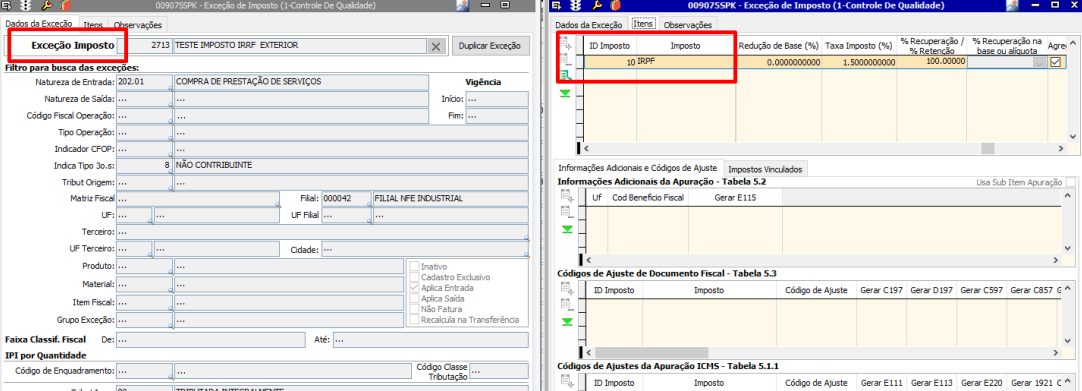 009075SPK - Exceção de Imposto (1-Controle De Qualidade)
Dados da Exceção Itens Observações
Exceção Imposto 2713 TESTE IMPOSTO IRRF EXTERIOR Duplicar Exceção
Filtro para busca das exceções:
Natureza de Entrada: 202.01 COMPRA DE PRESTAÇÃO DE SERVIÇOS Vigência
Natureza de Saída: ... ... Início: ...
Código Fiscal Operação: ... ... Fim: ...
Tipo Operação: ... ...
Indicador CFOP: ... ...
Indica Tipo 3o.s: 8 NÃO CONTRIBUINTE
Tribut Origem: ... ...
Matriz Fiscal ... Filial: 000042 FILIAL NFE INDUSTRIAL
UF: ... ... UF Filial ... ...
Terceiro: ...
UF Terceiro: ... ... Cidade: ...
Produto: ... ... Inativo
Cadastro Exclusivo
Material: ... ... Aplica Entrada
Item Fiscal: ... ... Aplica Saída
Não Fatura
Grupo Exceção: ... ... Recalcula na Transferência
Faixa Classif. Fiscal De: ... Até: ...
IPI por Quantidade
Código de Enquadramento: ... ... Código Classe Tributação ...
009075SPK - Exceção de Imposto (1-Controle De Qualidade)
Dados da Exceção Itens Observações
ID Imposto Imposto Redução de Base (%) Taxa Imposto (%) % Recuperação / % Retenção % Recuperação na base ou aliquota Agre
10 IRPF 0.0000000000 1.5000000000 100.00000
Informações Adicionais e Códigos de Ajuste Impostos Vinculados
Informações Adicionais da Apuração - Tabela 5.2 Usa Sub Item Apuração
Uf Cod Beneficio Fiscal Gerar E115
Códigos de Ajuste de Documento Fiscal - Tabela 5.3
ID Imposto Imposto Código de Ajuste Gerar C197 Gerar D197 Gerar C597 Gerar C857 G
Códigos de Ajustes da Apuração ICMS - Tabela 5.1.1
ID Imposto Imposto Código de Ajuste Gerar E111 Gerar E113 Gerar E220 Gerar 1921 C